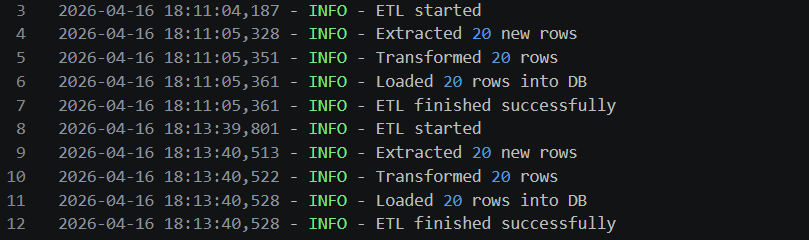 3 2026-04-16 18:11:04,187 - INFO - ETL started
4 2026-04-16 18:11:05,328 - INFO - Extracted 20 new rows
5 2026-04-16 18:11:05,351 - INFO - Transformed 20 rows
6 2026-04-16 18:11:05,361 - INFO - Loaded 20 rows into DB
7 2026-04-16 18:11:05,361 - INFO - ETL finished successfully
8 2026-04-16 18:13:39,801 - INFO - ETL started
9 2026-04-16 18:13:40,513 - INFO - Extracted 20 new rows
10 2026-04-16 18:13:40,522 - INFO - Transformed 20 rows
11 2026-04-16 18:13:40,528 - INFO - Loaded 20 rows into DB
12 2026-04-16 18:13:40,528 - INFO - ETL finished successfully